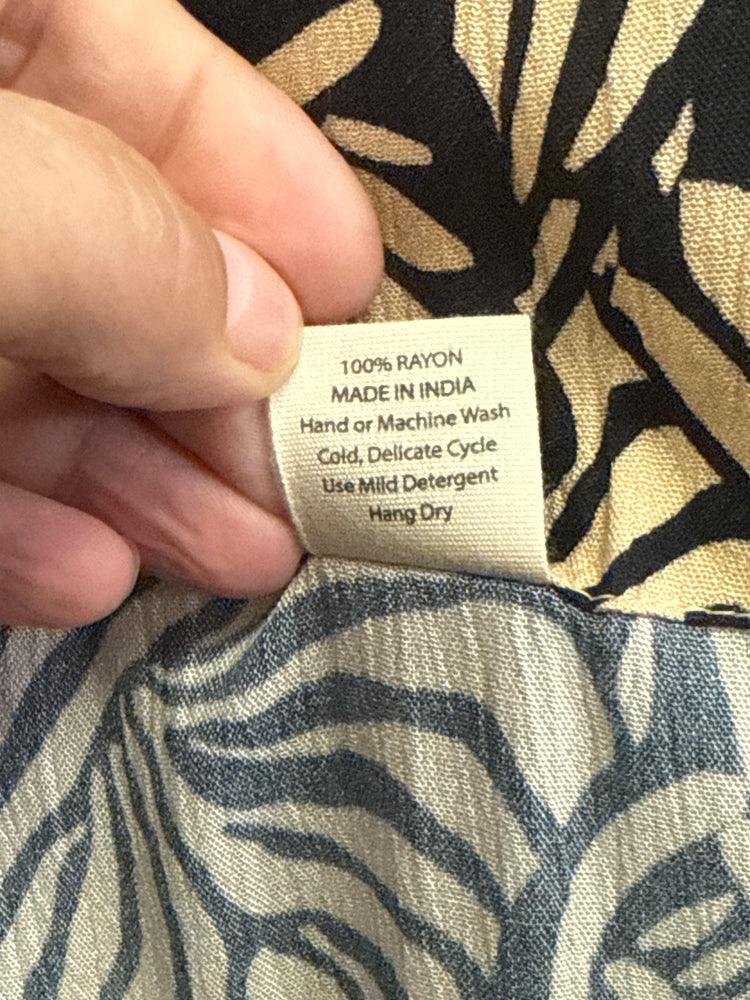 100% RAYON
MADE IN INDIA
Hand or Machine Wash
Cold, Delicate Cycle
Use Mild Detergent
Hang Dry